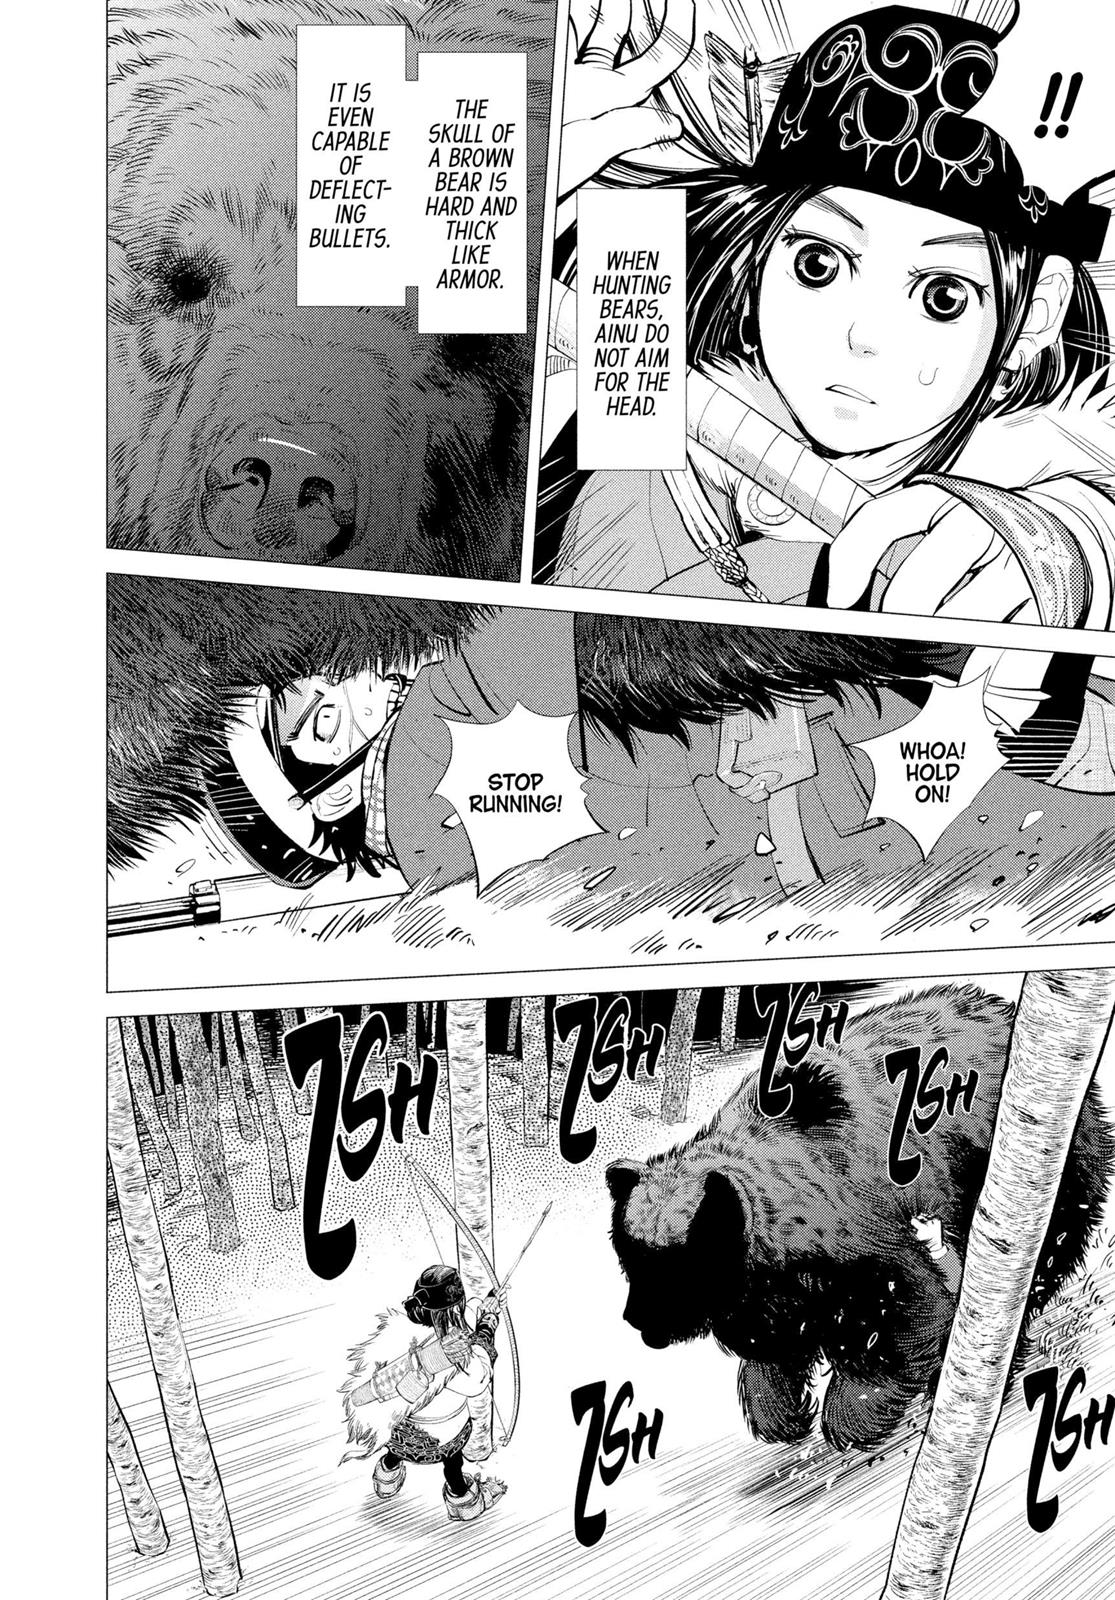 !!
WHEN
HUNTING
BEARS,
AINU DO
NOT AIM
FOR THE
HEAD.
THE
SKULL OF
A BROWN
BEAR IS
HARD AND
THICK
LIKE
ARMOR.
IT IS
EVEN
CAPABLE
OF
DEFLECT-
ING
BULLETS.
WHOA!
HOLD
ON!
STOP
RUNNING!
ZSH
ZSH
ZSH
ZSH
ZSH
ZSH